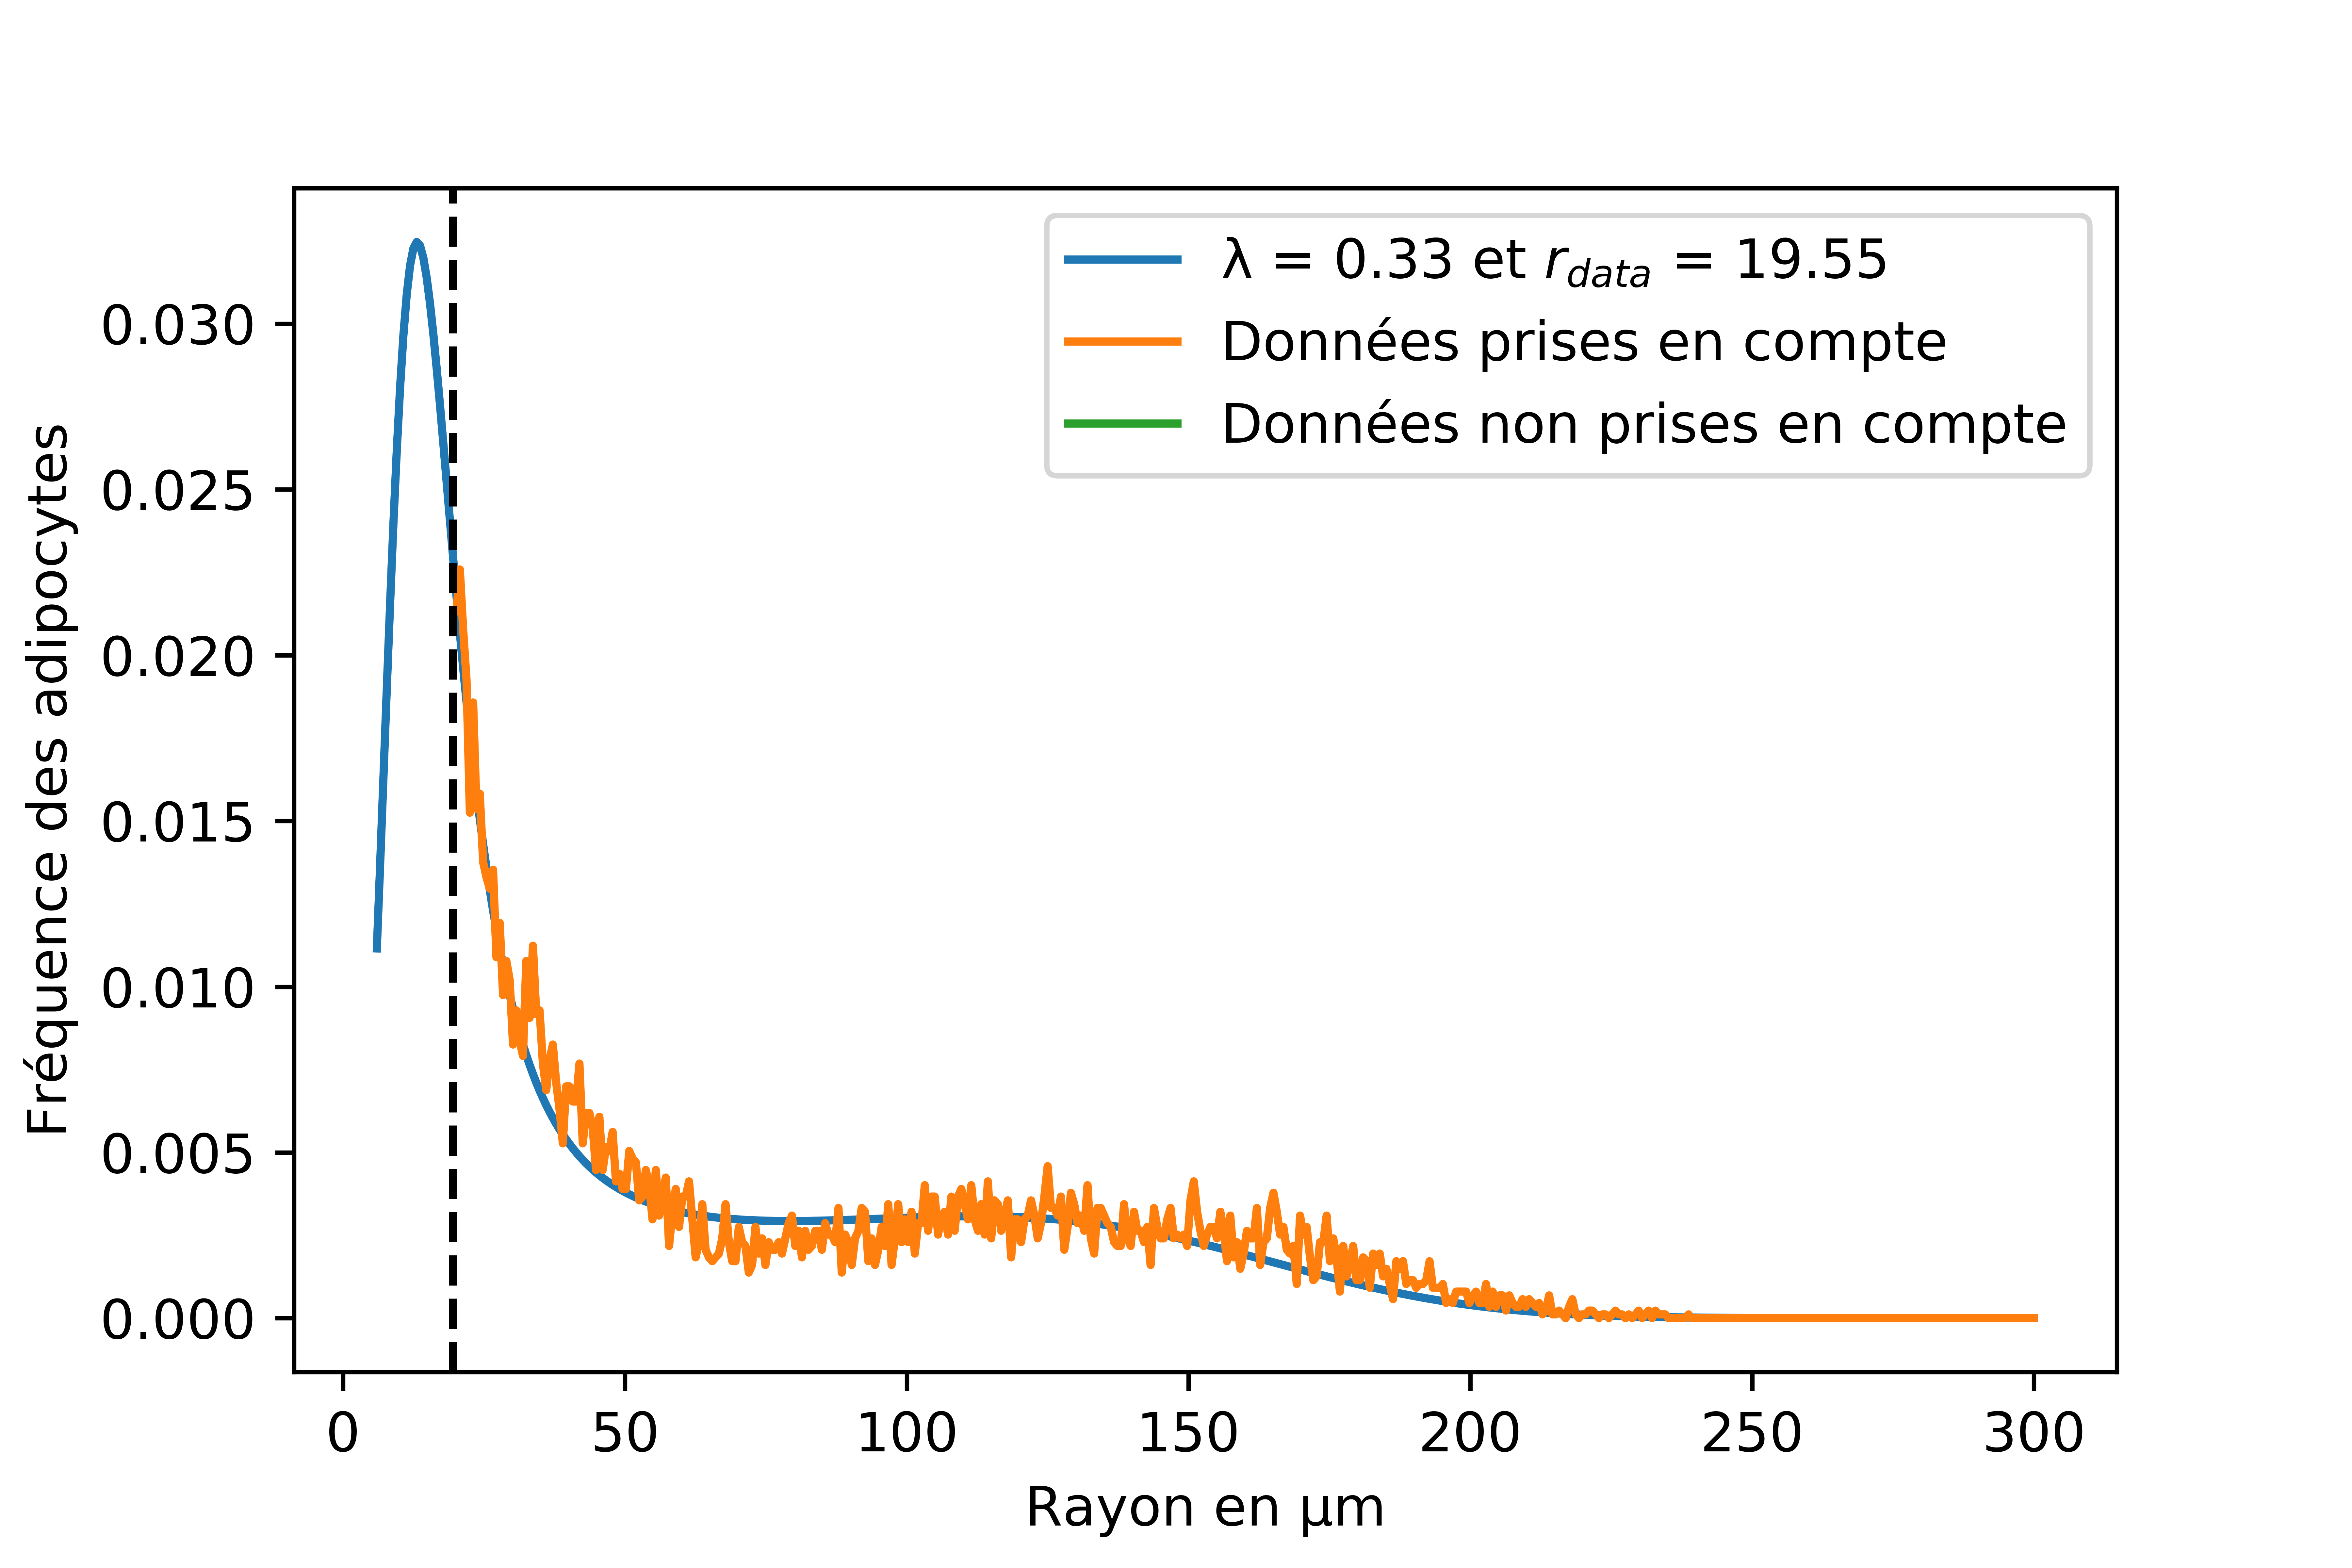 λ = 0.33 et r_data = 19.55
Données prises en compte
Données non prises en compte
Fréquence des adipocytes
0.030
0.025
0.020
0.015
0.010
0.005
0.000
0 50 100 150 200 250 300
Rayon en µm